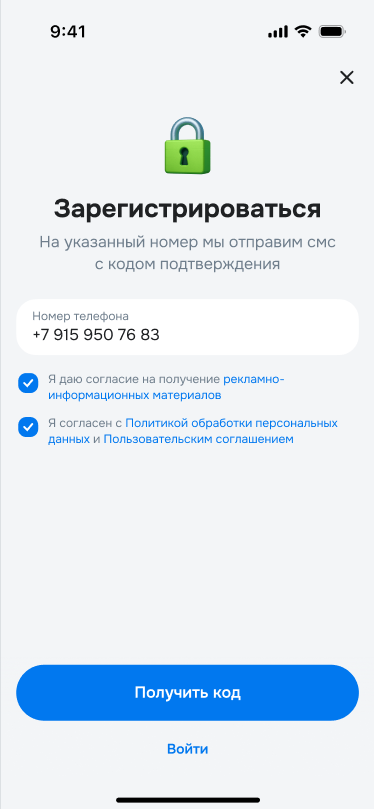 9:41
Зарегистрироваться
На указанный номер мы отправим смс
с кодом подтверждения
Номер телефона
+7 915 950 76 83
Я даю согласие на получение рекламно-
информационных материалов
Я согласен с Политикой обработки персональных
данных и Пользовательским соглашением
Получить код
Войти